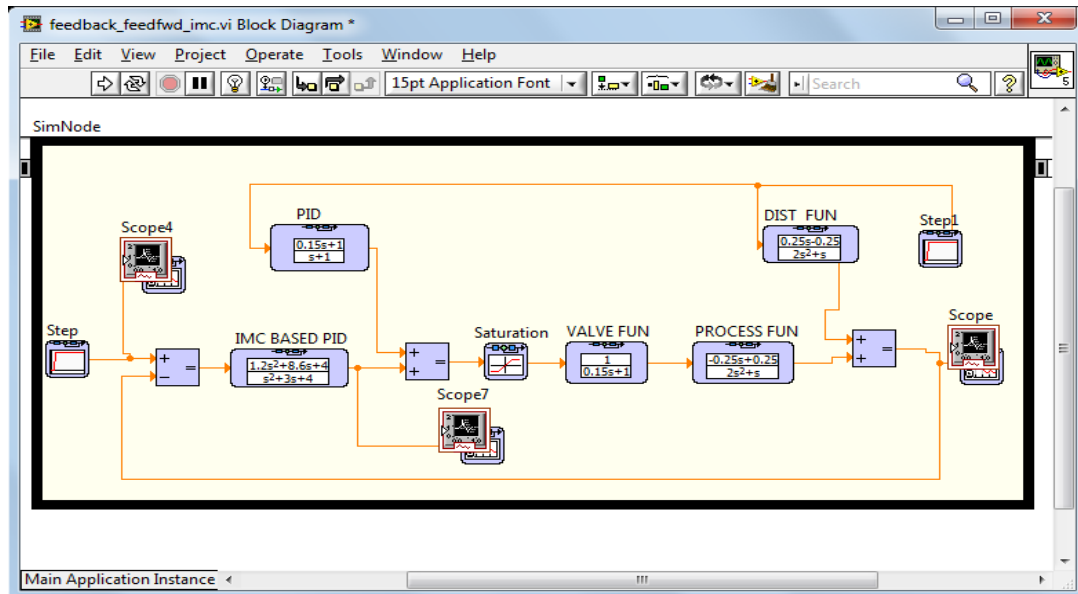 feedback_feedfwd_imc.vi Block Diagram *
File Edit View Project Operate Tools Window Help
15pt Application Font
Search
5
SimNode
PID
0.15s+1
s+1
DIST FUN
0.25s-0.25
2s²+s
Step1
Scope4
Step
IMC BASED PID
1.2s²+8.6s+4
s²+3s+4
Saturation
VALVE FUN
1
0.15s+1
PROCESS FUN
-0.25s+0.25
2s²+s
Scope
Scope7
Main Application Instance